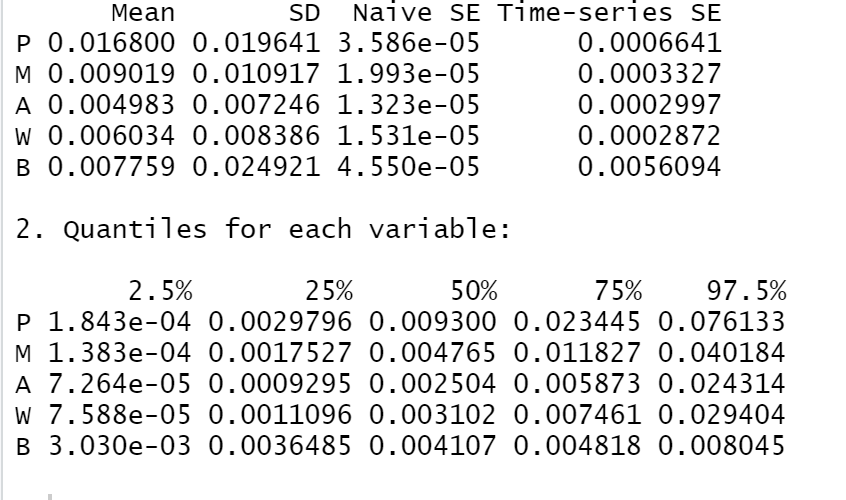 Mean SD Naive SE Time-series SE
P 0.016800 0.019641 3.586e-05 0.0006641
M 0.009019 0.010917 1.993e-05 0.0003327
A 0.004983 0.007246 1.323e-05 0.0002997
W 0.006034 0.008386 1.531e-05 0.0002872
B 0.007759 0.024921 4.550e-05 0.0056094
2. Quantiles for each variable:
2.5% 25% 50% 75% 97.5%
P 1.843e-04 0.0029796 0.009300 0.023445 0.076133
M 1.383e-04 0.0017527 0.004765 0.011827 0.040184
A 7.264e-05 0.0009295 0.002504 0.005873 0.024314
W 7.588e-05 0.0011096 0.003102 0.007461 0.029404
B 3.030e-03 0.0036485 0.004107 0.004818 0.008045